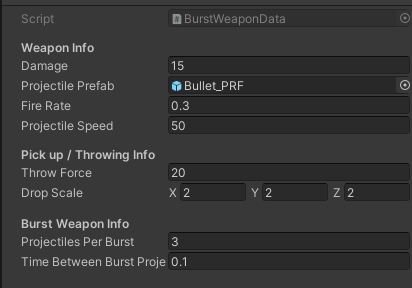 Script BurstWeaponData
Weapon Info
Damage 15
Projectile Prefab Bullet_PRF
Fire Rate 0.3
Projectile Speed 50
Pick up / Throwing Info
Throw Force 20
Drop Scale X 2 Y 2 Z 2
Burst Weapon Info
Projectiles Per Burst 3
Time Between Burst Proje 0.1